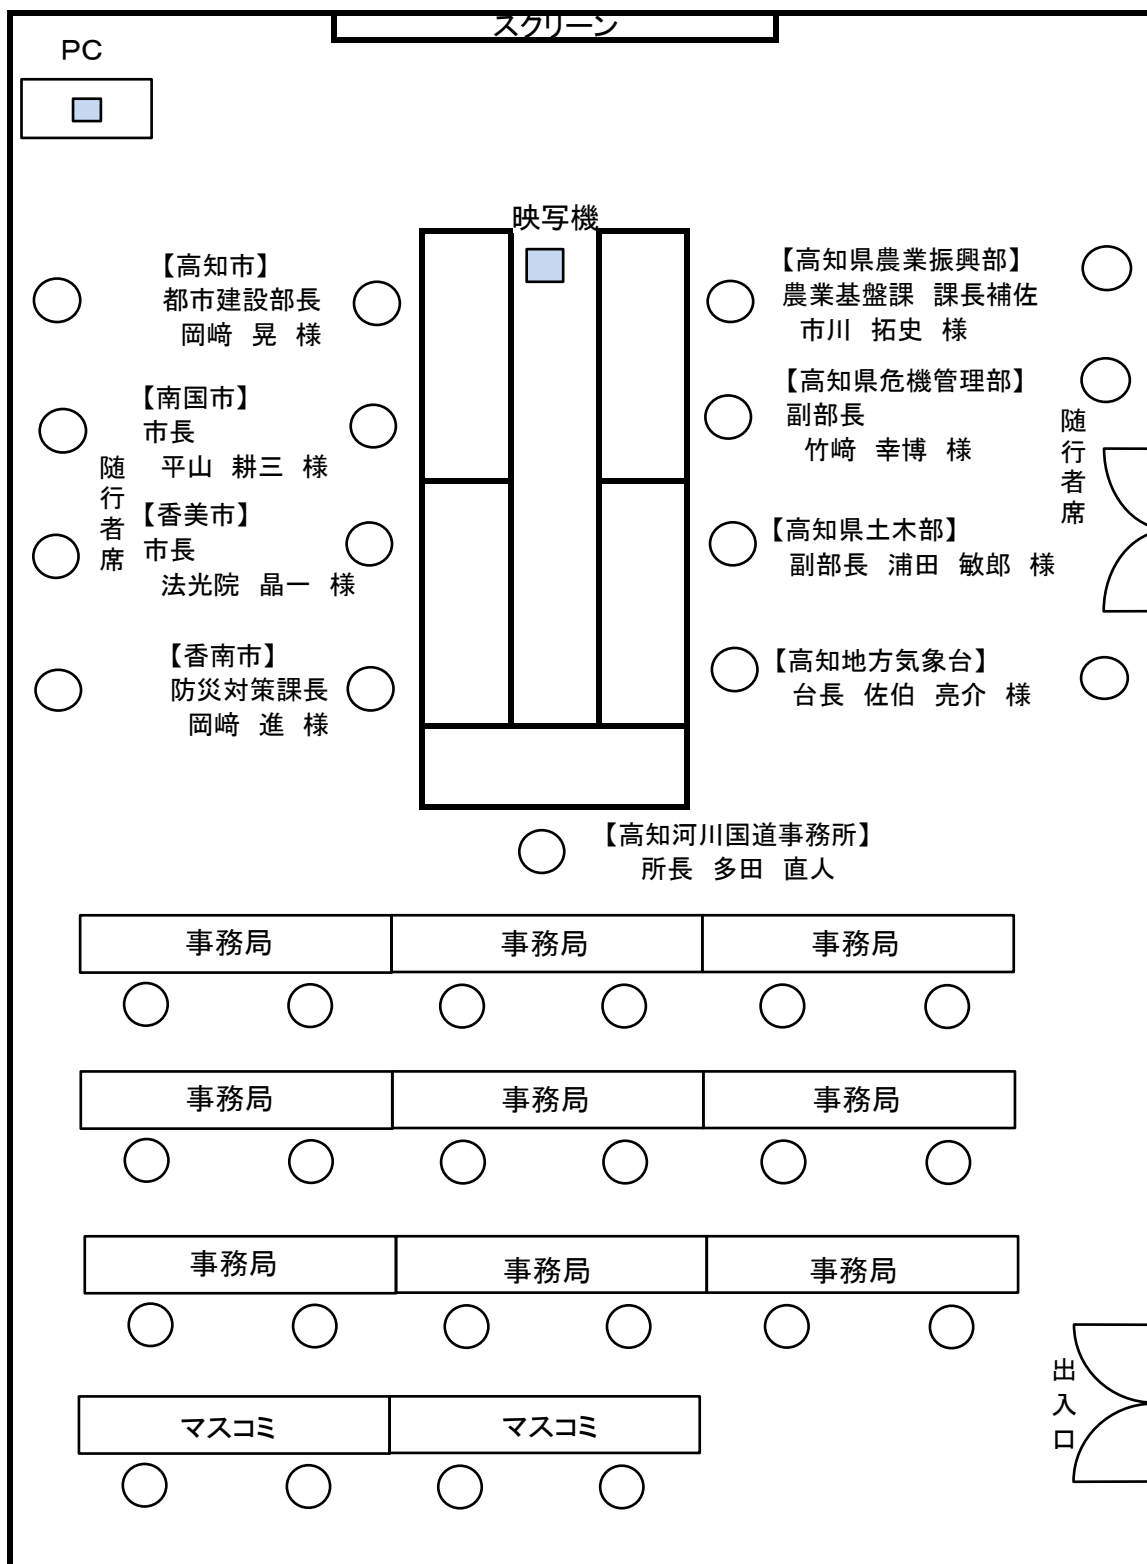 スクリーン
PC
映写機
【高知市】
都市建設部長
岡﨑 晃 様
【南国市】
市長
平山 耕三 様
【香美市】
市長
法光院 晶一 様
【香南市】
防災対策課長
岡﨑 進 様
随行者席
【高知県農業振興部】
農業基盤課 課長補佐
市川 拓史 様
【高知県危機管理部】
副部長
竹﨑 幸博 様
【高知県土木部】
副部長 浦田 敏郎 様
【高知地方気象台】
台長 佐伯 亮介 様
随行者席
【高知河川国道事務所】
所長 多田 直人
事務局 事務局 事務局
事務局 事務局 事務局
事務局 事務局 事務局
マスコミ マスコミ
出入口